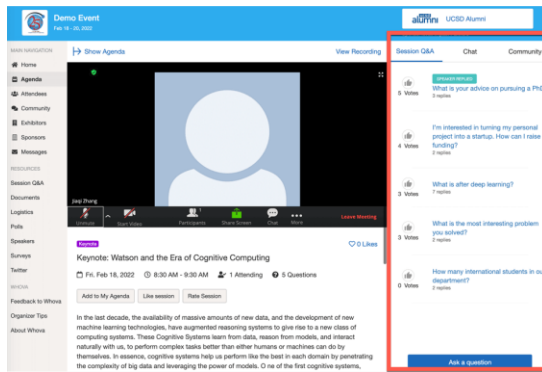 Demo Event
Feb 18 - 25, 2022
alumni
UCSD Alumni
MAIN NAVIGATION
Home
Agenda
Attendees
Community
Exhibitors
Sponsors
Messages
RESOURCES
Session Q&A
Documents
Logistics
Polls
Speakers
Surveys
Twitter
WHOVA
Feedback to Whova
Organizer Tips
About Whova
Show Agenda
View Recording
Jiaqi Zhang
Unmute
Start Video
1
Participants
Share Screen
Chat
More
Leave Meeting
Keynote
0 Likes
Keynote: Watson and the Era of Cognitive Computing
Fri, Feb 18, 2022
8:30 AM - 9:30 AM
1 Attending
5 Questions
Add to My Agenda
Like session
Rate Session
In the last decade, the availability of massive amounts of new data, and the development of new
machine learning technologies, have augmented reasoning systems to give rise to a new class of
computing systems. These Cognitive Systems learn from data, reason from models, and interact
naturally with us, to perform complex tasks better than either humans or machines can do by
themselves. In essence, cognitive systems help us perform like the best in each domain by penetrating
the complexity of big data and leveraging the power of models. O ne of the first cognitive systems,
Session Q&A
Chat
Community
SPEAKER REPLIED
What is your advice on pursuing a PhD
5 Votes
3 replies
I'm interested in turning my personal
project into a startup. How can I raise
4 Votes
funding?
2 replies
What is after deep learning?
3 Votes
7 replies
What is the most interesting problem
you solved?
3 Votes
2 replies
How many international students in ou
department?
0 Votes
2 replies
Ask a question